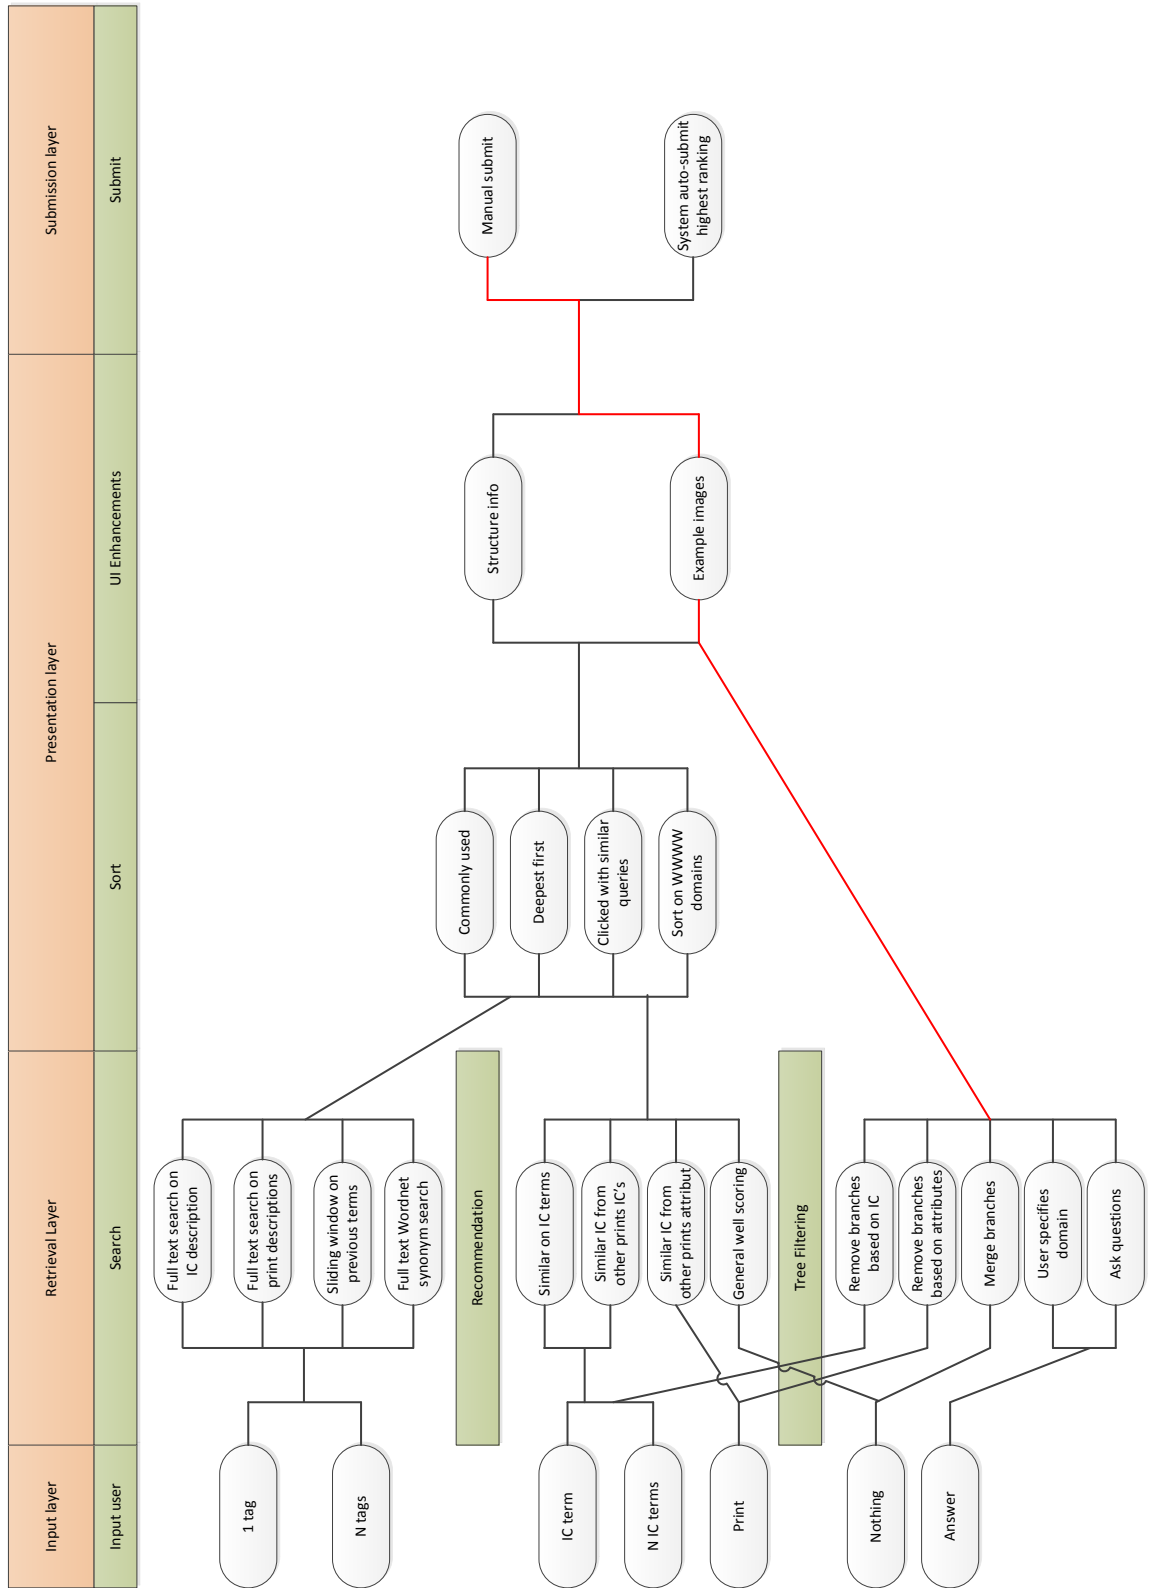 Input layer
Retrieval Layer
Presentation layer
Submission layer
Input user
Search
Sort
UI Enhancements
Submit
1 tag
N tags
Full text search on
IC description
Full text search on
print descriptions
Sliding window on
previous terms
Full text Wordnet
synonym search
Recommendation
IC term
N IC terms
Print
Similar on IC terms
Similar IC from
other prints IC’s
Similar IC from
other prints attribut
General well scoring
Tree Filtering
Nothing
Answer
Remove branches
based on IC
Remove branches
based on attributes
Merge branches
User specifies
domain
Ask questions
Commonly used
Deepest first
Clicked with similar
queries
Sort on WWWW
domains
Structure info
Example images
Manual submit
System auto-submit
highest ranking